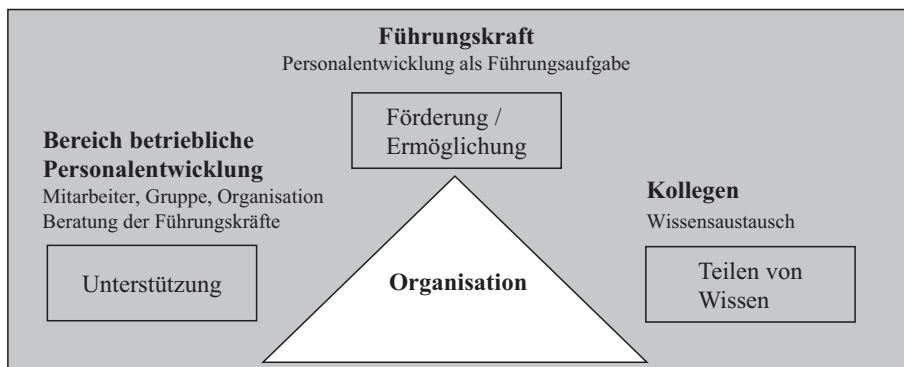 Führungskraft
Personalentwicklung als Führungsaufgabe
Förderung /
Ermöglichung
Bereich betriebliche
Personalentwicklung
Mitarbeiter, Gruppe, Organisation
Beratung der Führungskräfte
Unterstützung
Organisation
Kollegen
Wissensaustausch
Teilen von
Wissen